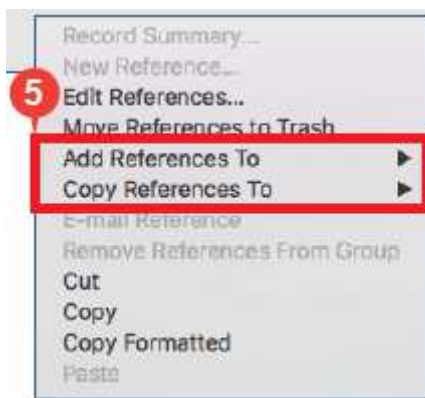 Record Summary...
New Reference...
5
Edit References...
Move References to Trash
Add References To
Copy References To
E-mail Reference
Remove References From Group
Cut
Copy
Copy Formatted
Paste